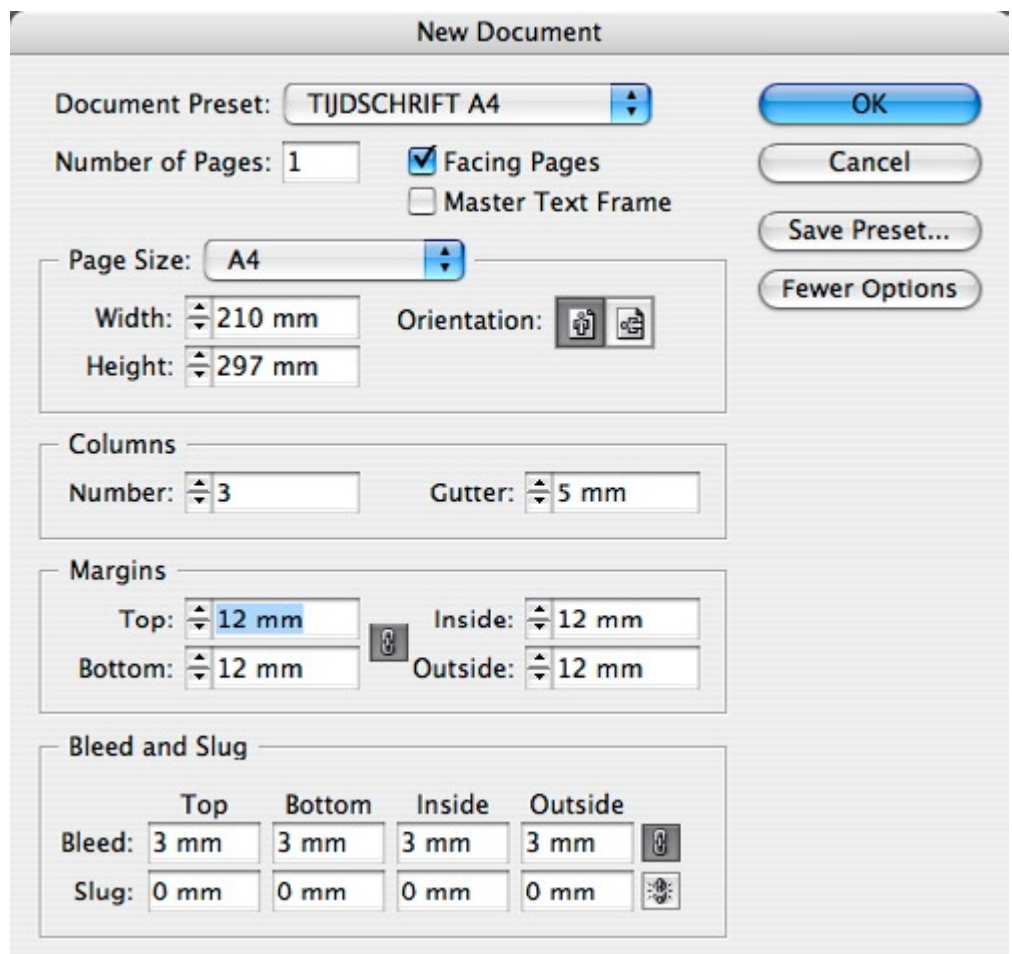 New Document
Document Preset: TIJDSCHRIFT A4
OK
Number of Pages: 1
Facing Pages
Cancel
Master Text Frame
Save Preset...
Page Size: A4
Fewer Options
Width: 210 mm
Orientation:
Height: 297 mm
Columns
Number: 3
Gutter: 5 mm
Margins
Top: 12 mm
Inside: 12 mm
Bottom: 12 mm
Outside: 12 mm
Bleed and Slug
Top Bottom Inside Outside
Bleed: 3 mm 3 mm 3 mm 3 mm
Slug: 0 mm 0 mm 0 mm 0 mm